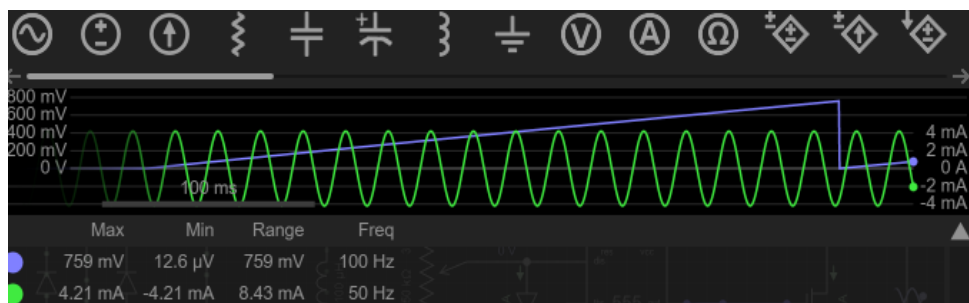 V A Ω
800 mV
600 mV
400 mV 4 mA
200 mV 2 mA
0 V 0 A
100 ms -2 mA
-4 mA
Max Min Range Freq
759 mV 12.6 µV 759 mV 100 Hz
4.21 mA -4.21 mA 8.43 mA 50 Hz